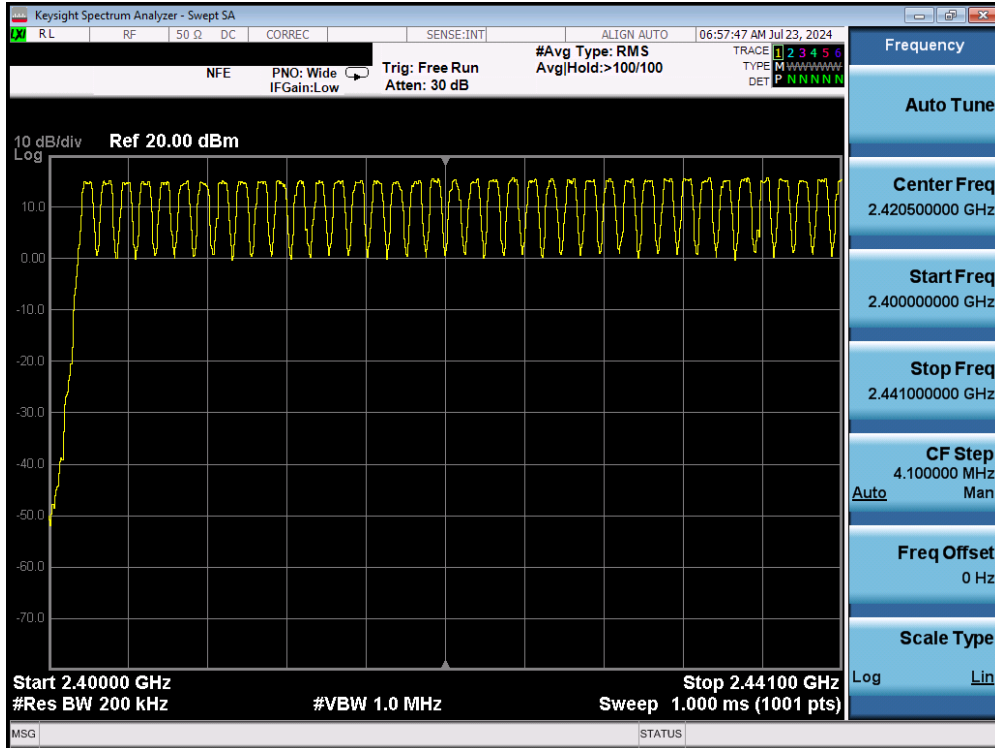 Keysight Spectrum Analyzer - Swept SA
LXI RL RF 50 Ω DC CORREC SENSE:INT ALIGN AUTO 06:57:47 AM Jul 23, 2024
NFE PNO: Wide Trig: Free Run #Avg Type: RMS TRACE 1 2 3 4 5 6
IFGain:Low Atten: 30 dB Avg|Hold:>100/100 TYPE M WWWWW
DET P N N N N N
10 dB/div Ref 20.00 dBm
Log
10.0
0.00
-10.0
-20.0
-30.0
-40.0
-50.0
-60.0
-70.0
Start 2.40000 GHz Stop 2.44100 GHz
#Res BW 200 kHz #VBW 1.0 MHz Sweep 1.000 ms (1001 pts)
MSG STATUS
Frequency
Auto Tune
Center Freq
2.420500000 GHz
Start Freq
2.400000000 GHz
Stop Freq
2.441000000 GHz
CF Step
4.100000 MHz
Auto Man
Freq Offset
0 Hz
Scale Type
Log Lin